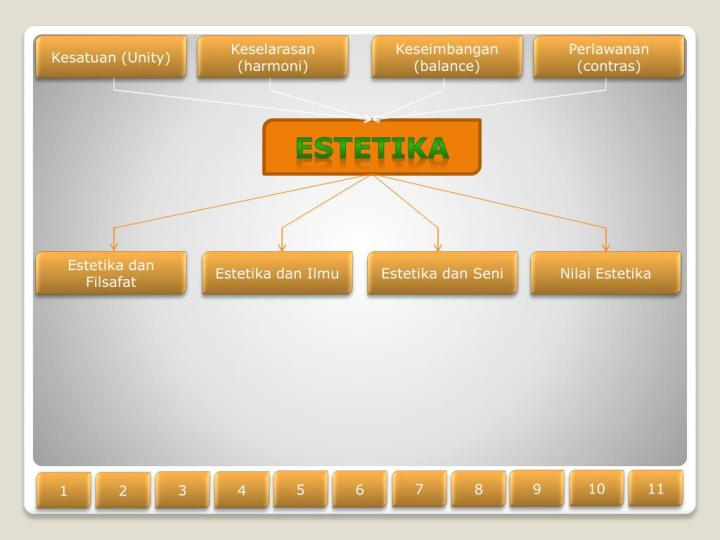 Kesatuan (Unity)
Keselarasan
(harmoni)
Keseimbangan
(balance)
Perlawanan
(contras)
ESTETIKA
Estetika dan
Filsafat
Estetika dan Ilmu
Estetika dan Seni
Nilai Estetika
1
2
3
4
5
6
7
8
9
10
11